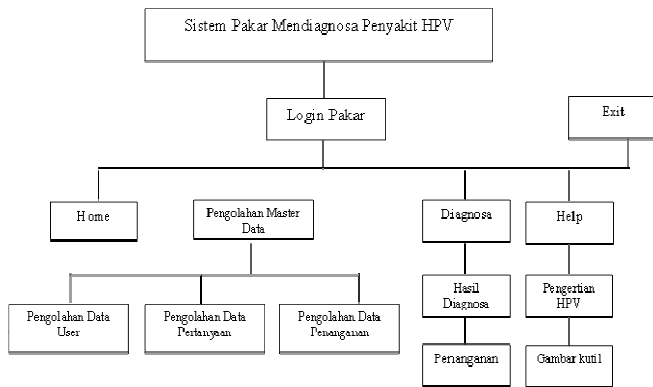 Sistem Pakar Mendiagnosa Penyakit HPV
Login Pakar
Exit
Home
Pengolahan Master
Data
Diagnosa
Help
Pengolahan Data
User
Pengolahan Data
Pertanyaan
Pengolahan Data
Penanganan
Hasil
Diagnosa
Pengertian
HPV
Penanganan
Gambar kutil